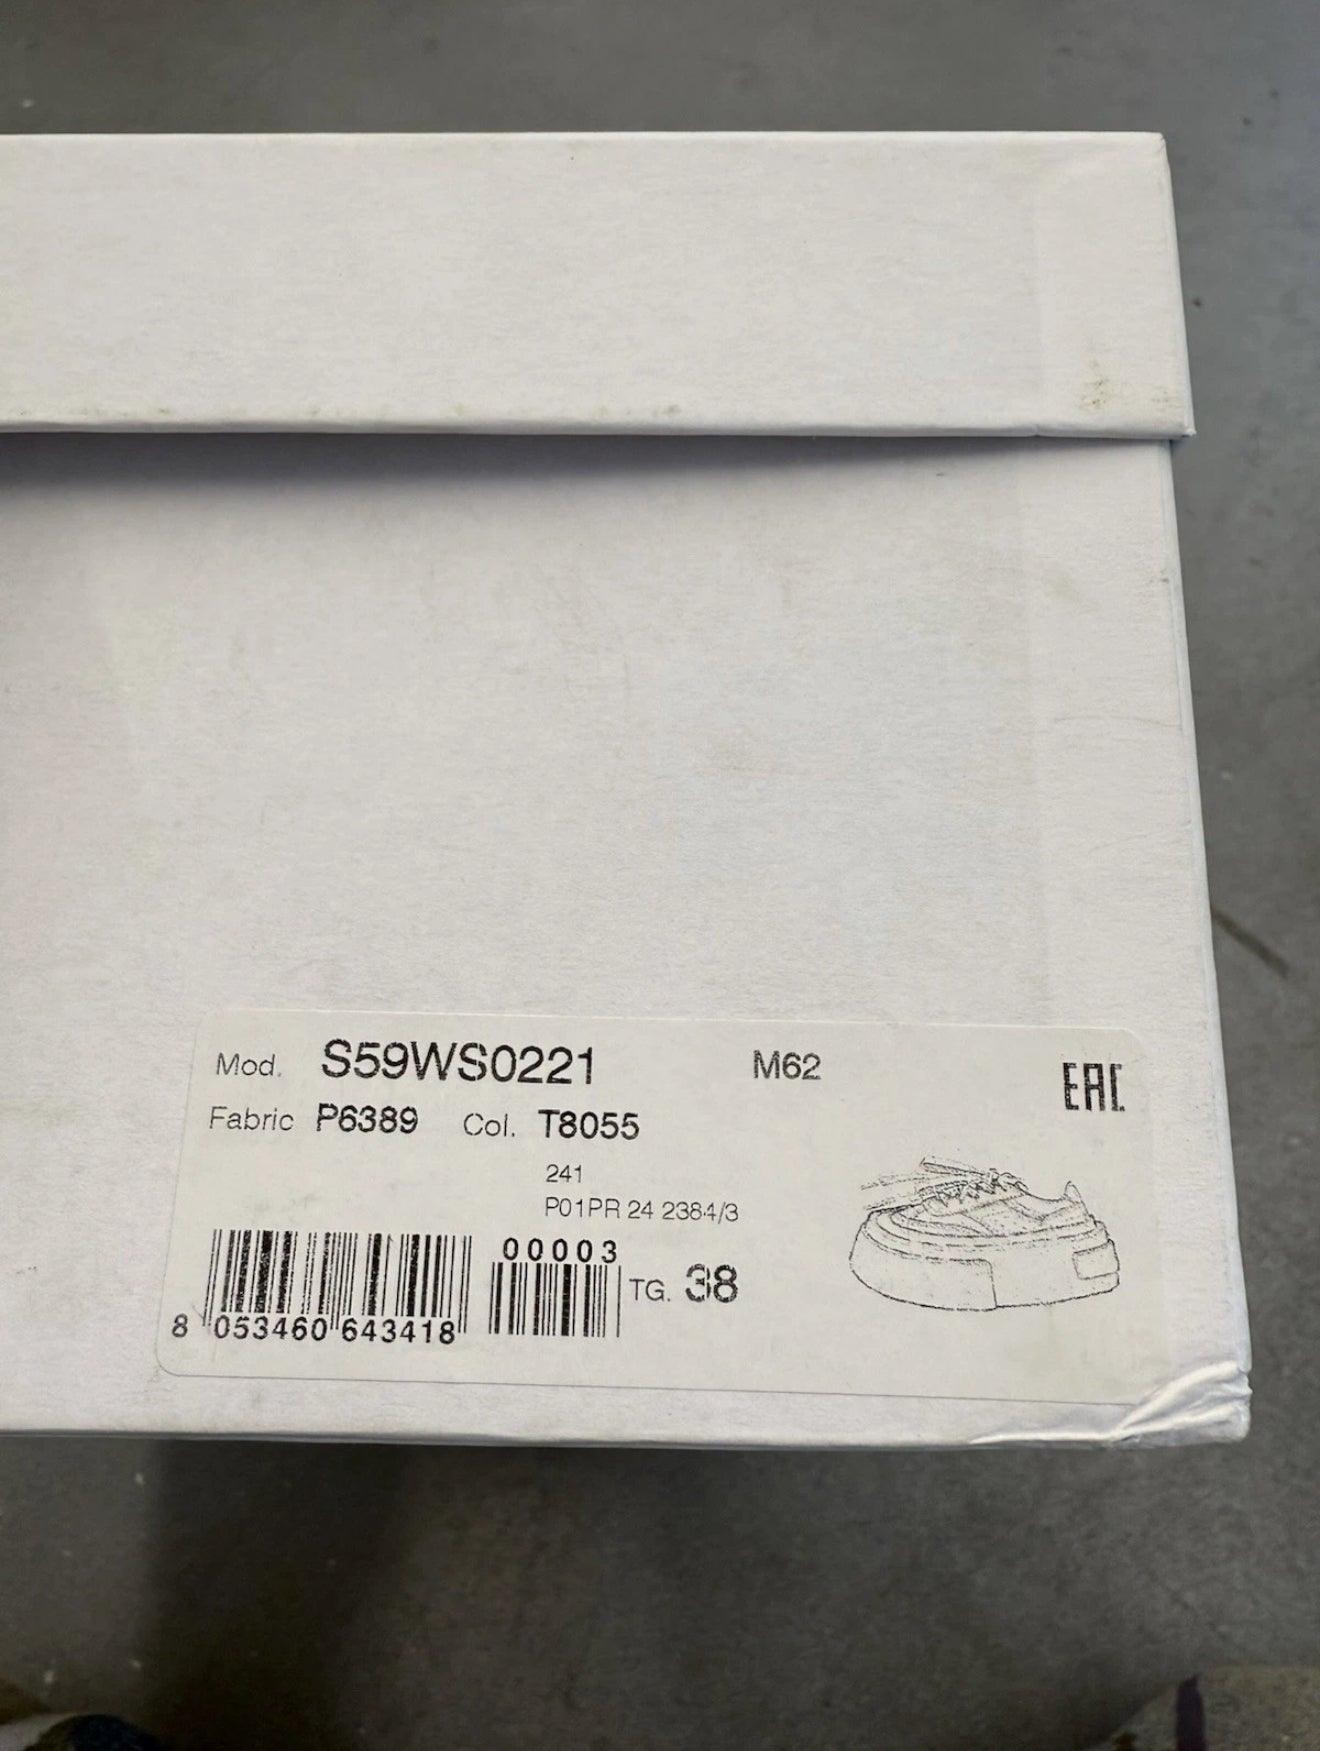 Mod. S59WS0221 M62 EAC
Fabric P6389 Col. T8055
241
P01PR 24 2384/3
00003
TG. 38
8 053460 643418